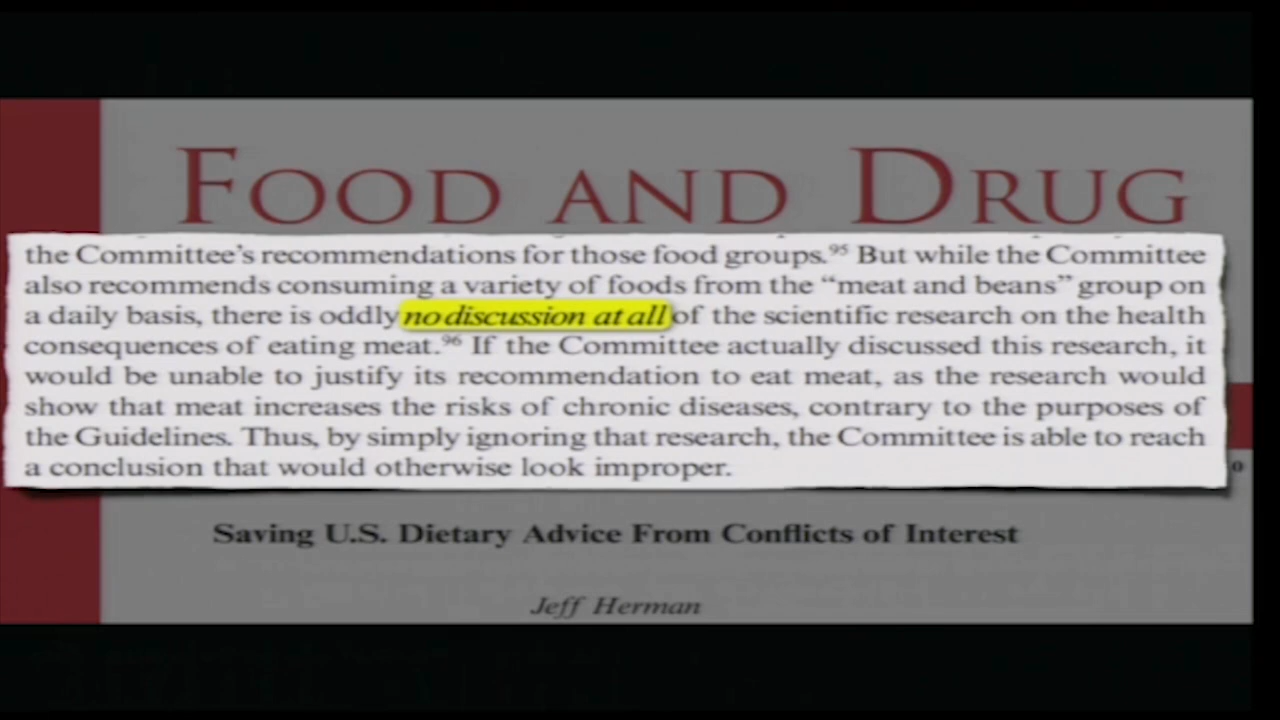 FOOD AND DRUG
the Committee's recommendations for those food groups.95 But while the Committee
also recommends consuming a variety of foods from the “meat and beans” group on
a daily basis, there is oddly no discussion at all of the scientific research on the health
consequences of eating meat.96 If the Committee actually discussed this research, it
would be unable to justify its recommendation to eat meat, as the research would
show that meat increases the risks of chronic diseases, contrary to the purposes of
the Guidelines. Thus, by simply ignoring that research, the Committee is able to reach
a conclusion that would otherwise look improper.
Saving U.S. Dietary Advice From Conflicts of Interest
Jeff Herman